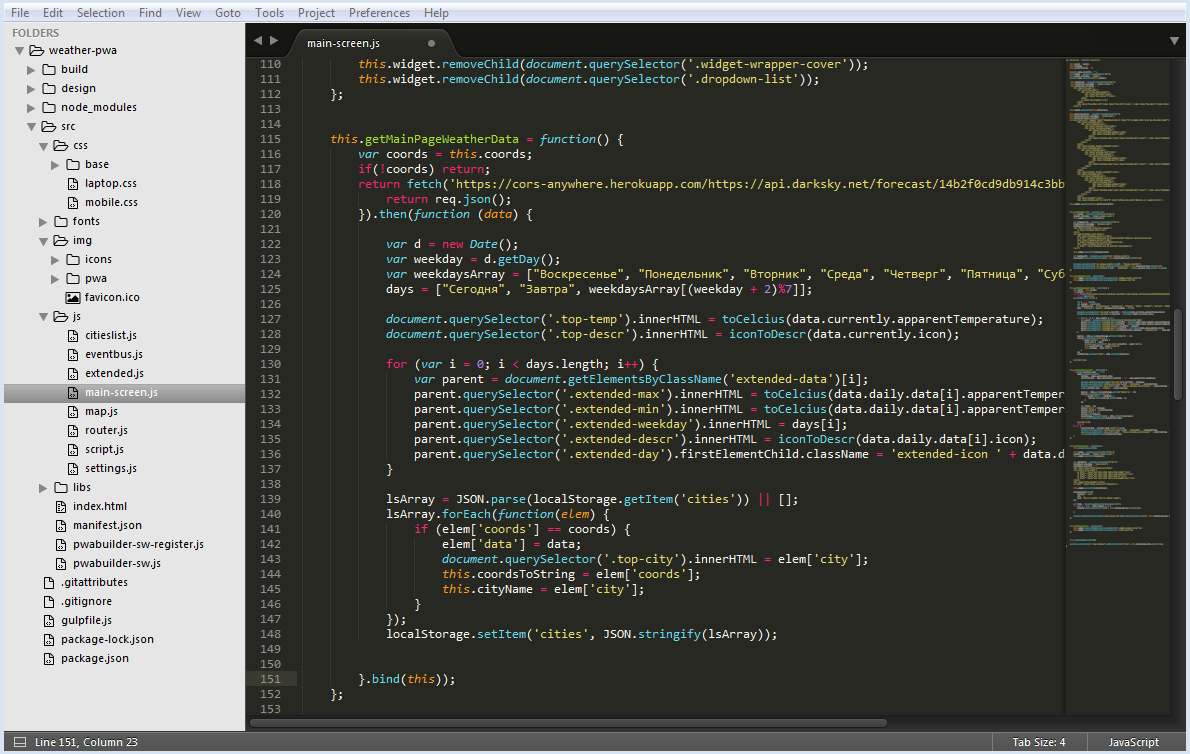 File Edit Selection Find View Goto Tools Project Preferences Help
FOLDERS
weather-pwa
build
design
node_modules
src
css
base
laptop.css
mobile.css
fonts
img
icons
pwa
favicon.ico
js
citieslist.js
eventbus.js
extended.js
main-screen.js
map.js
router.js
script.js
settings.js
libs
index.html
manifest.json
pwabuilder-sw-register.js
pwabuilder-sw.js
.gitattributes
.gitignore
gulpfile.js
package-lock.json
package.json
main-screen.js
110 this.widget.removeChild(document.querySelector('.widget-wrapper-cover'));
111 this.widget.removeChild(document.querySelector('.dropdown-list'));
112 };
113
114
115 this.getMainPageWeatherData = function() {
116 var coords = this.coords;
117 if(!coords) return;
118 return fetch('https://cors-anywhere.herokuapp.com/https://api.darksky.net/forecast/14b2f0cd9db914c3bb
119 return req.json();
120 }).then(function (data) {
121
122 var d = new Date();
123 var weekday = d.getDay();
124 var weekdaysArray = ["Воскресенье", "Понедельник", "Вторник", "Среда", "Четверг", "Пятница", "Суб
125 days = ["Сегодня", "Завтра", weekdaysArray[(weekday + 2)%7]];
126
127 document.querySelector('.top-temp').innerHTML = toCelcius(data.currently.apparentTemperature);
128 document.querySelector('.top-descr').innerHTML = iconToDescr(data.currently.icon);
129
130 for (var i = 0; i < days.length; i++) {
131 var parent = document.getElementsByClassName('extended-data')[i];
132 parent.querySelector('.extended-max').innerHTML = toCelcius(data.daily.data[i].apparentTemper
133 parent.querySelector('.extended-min').innerHTML = toCelcius(data.daily.data[i].apparentTemper
134 parent.querySelector('.extended-weekday').innerHTML = days[i];
135 parent.querySelector('.extended-descr').innerHTML = iconToDescr(data.daily.data[i].icon);
136 parent.querySelector('.extended-day').firstElementChild.className = 'extended-icon ' + data.d
137 }
138
139 lsArray = JSON.parse(localStorage.getItem('cities')) || [];
140 lsArray.forEach(function(elem) {
141 if (elem['coords'] == coords) {
142 elem['data'] = data;
143 document.querySelector('.top-city').innerHTML = elem['city'];
144 this.coordsToString = elem['coords'];
145 this.cityName = elem['city'];
146 }
147 });
148 localStorage.setItem('cities', JSON.stringify(lsArray));
149
150
151 }.bind(this));
152 };
153
Line 151, Column 23 Tab Size: 4 JavaScript